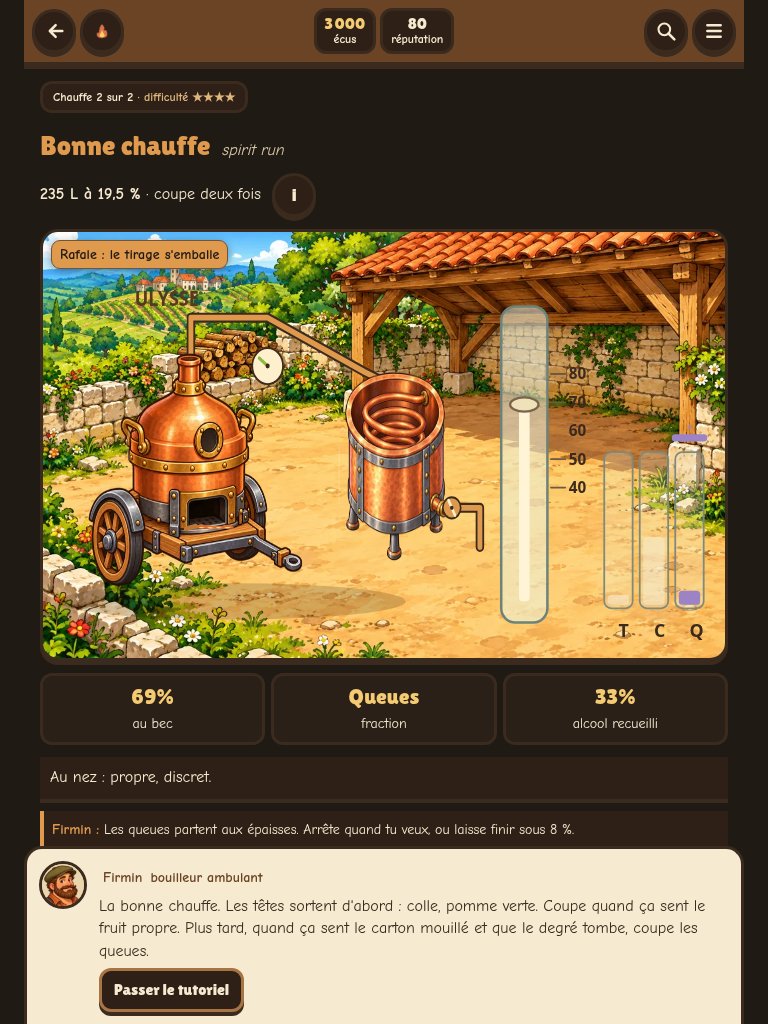 3 000
écus
80
réputation
Chauffe 2 sur 2 · difficulté ★★★★
Bonne chauffe spirit run
235 L à 19,5 % · coupe deux fois i
Rafale : le tirage s'emballe
ULYSSE
80
70
60
50
40
T C Q
69%
au bec
Queues
fraction
33%
alcool recueilli
Au nez : propre, discret.
Firmin : Les queues partent aux épaisses. Arrête quand tu veux, ou laisse finir sous 8 %.
Firmin bouilleur ambulant
La bonne chauffe. Les têtes sortent d'abord : colle, pomme verte. Coupe quand ça sent le
fruit propre. Plus tard, quand ça sent le carton mouillé et que le degré tombe, coupe les
queues.
Passer le tutoriel